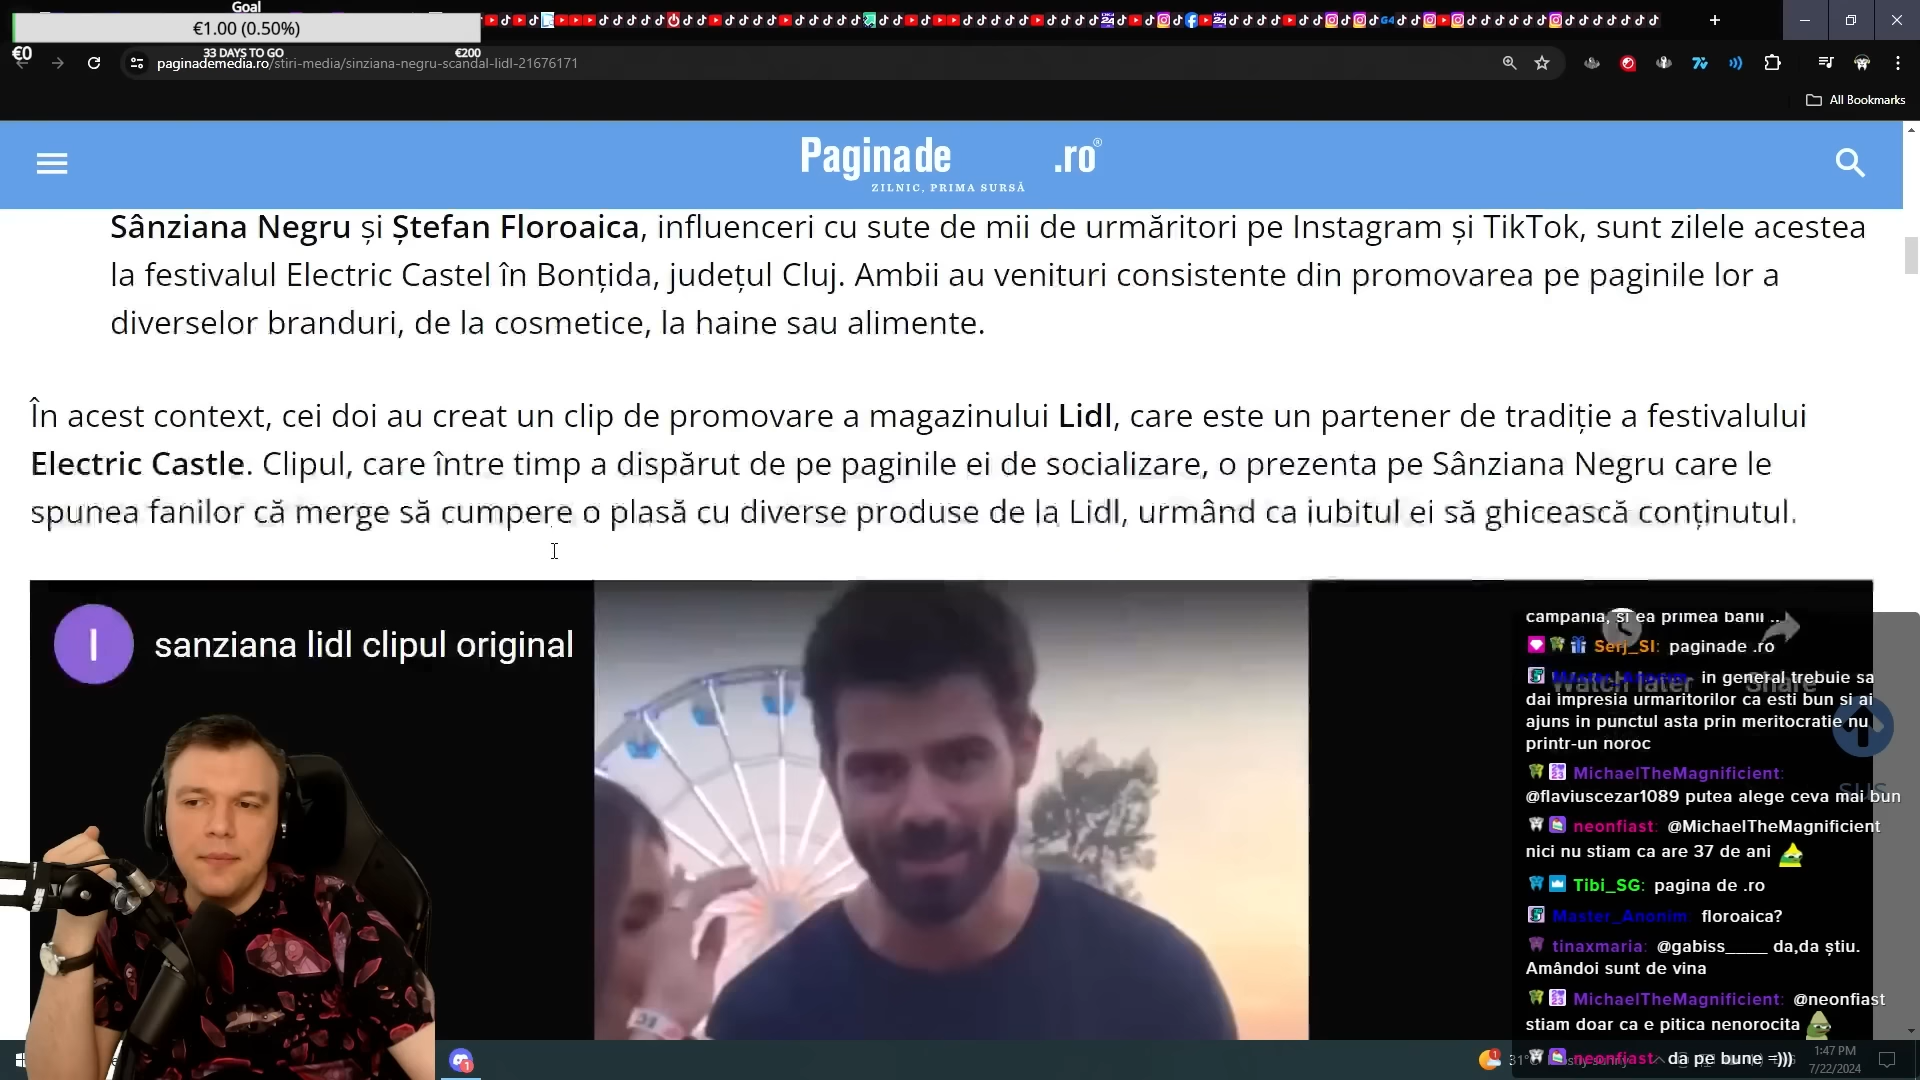 Goal
€1.00 (0.50%)
€0
33 DAYS TO GO
€200
paginademedia.ro/stiri-media/sinziana-negru-scandal-lidl-21676171
All Bookmarks
Paginade .ro®
ZILNIC, PRIMA SURSĂ
Sânziana Negru și Ștefan Floroaica, influenceri cu sute de mii de urmăritori pe Instagram și TikTok, sunt zilele acestea
la festivalul Electric Castel în Bonțida, județul Cluj. Ambii au venituri consistente din promovarea pe paginile lor a
diverselor branduri, de la cosmetice, la haine sau alimente.
În acest context, cei doi au creat un clip de promovare a magazinului Lidl, care este un partener de tradiție a festivalului
Electric Castle. Clipul, care între timp a dispărut de pe paginile ei de socializare, o prezenta pe Sânziana Negru care le
spunea fanilor că merge să cumpere o plasă cu diverse produse de la Lidl, urmând ca iubitul ei să ghicească conținutul.
I
sanziana lidl clipul original
Watch later
Share
campania, si ea primea banii ..
Serj_SI: paginade .ro
Master_Anonim: in general trebuie sa
dai impresia urmaritorilor ca esti bun si ai
ajuns in punctul asta prin meritocratie nu
printr-un noroc
MichaelTheMagnificient:
@flaviuscezar1089 putea alege ceva mai bun
SUS
neonfiast: @MichaelTheMagnificient
nici nu stiam ca are 37 de ani
Tibi_SG: pagina de .ro
Master_Anonim: floroaica?
tinaxmaria: @gabiss____ da,da știu.
Amândoi sunt de vina
MichaelTheMagnificient: @neonfiast
stiam doar ca e pitica nenorocita
neonfiast: da pe bune =)))
31°
1:47 PM
7/22/2024